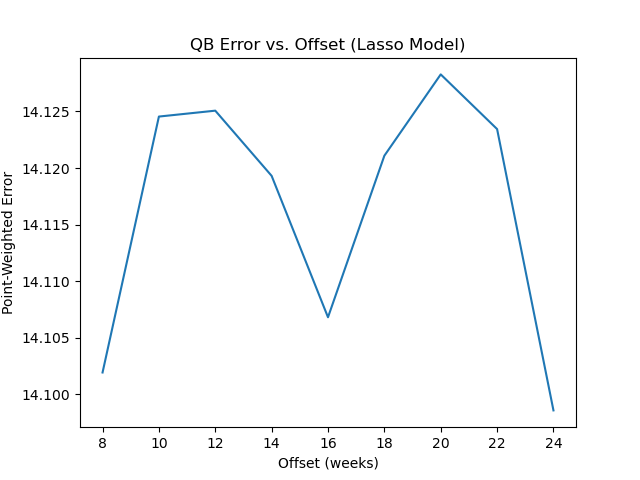 QB Error vs. Offset (Lasso Model)
Point-Weighted Error
14.125
14.120
14.115
14.110
14.105
14.100
8 10 12 14 16 18 20 22 24
Offset (weeks)